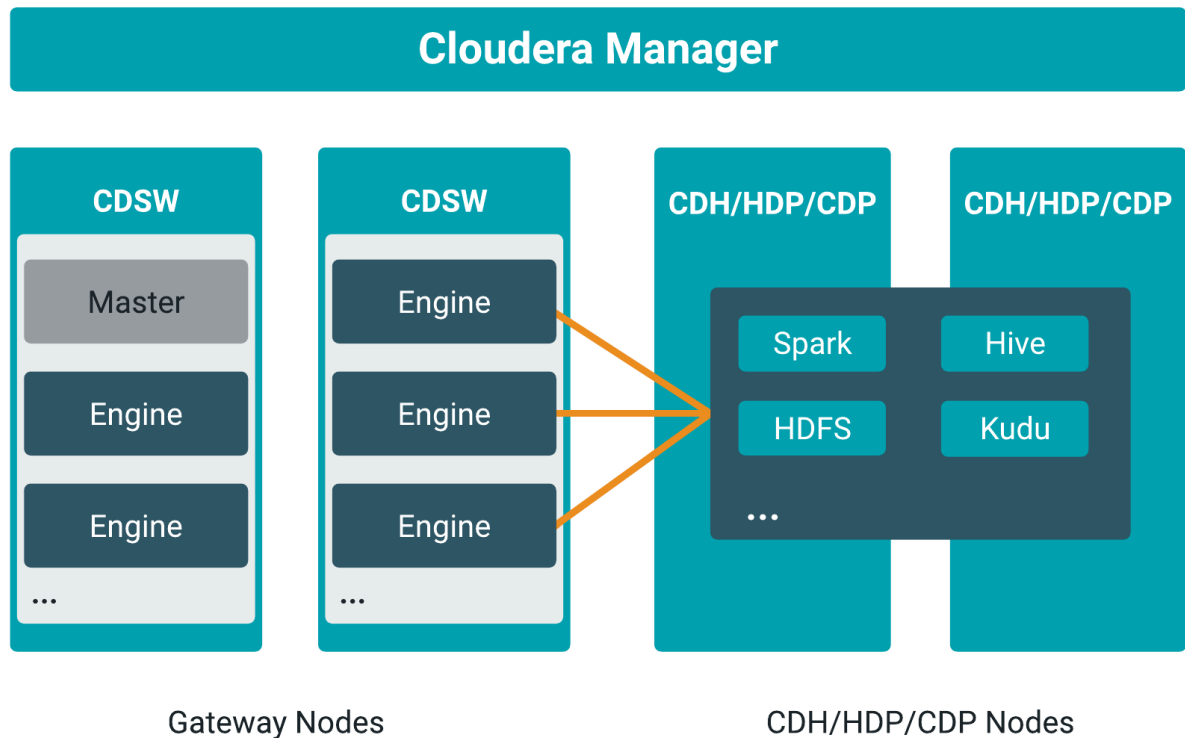 Cloudera Manager
CDSW
Master
Engine
Engine
...
CDSW
Engine
Engine
Engine
...
CDH/HDP/CDP
CDH/HDP/CDP
Spark
Hive
HDFS
Kudu
...
Gateway Nodes
CDH/HDP/CDP Nodes